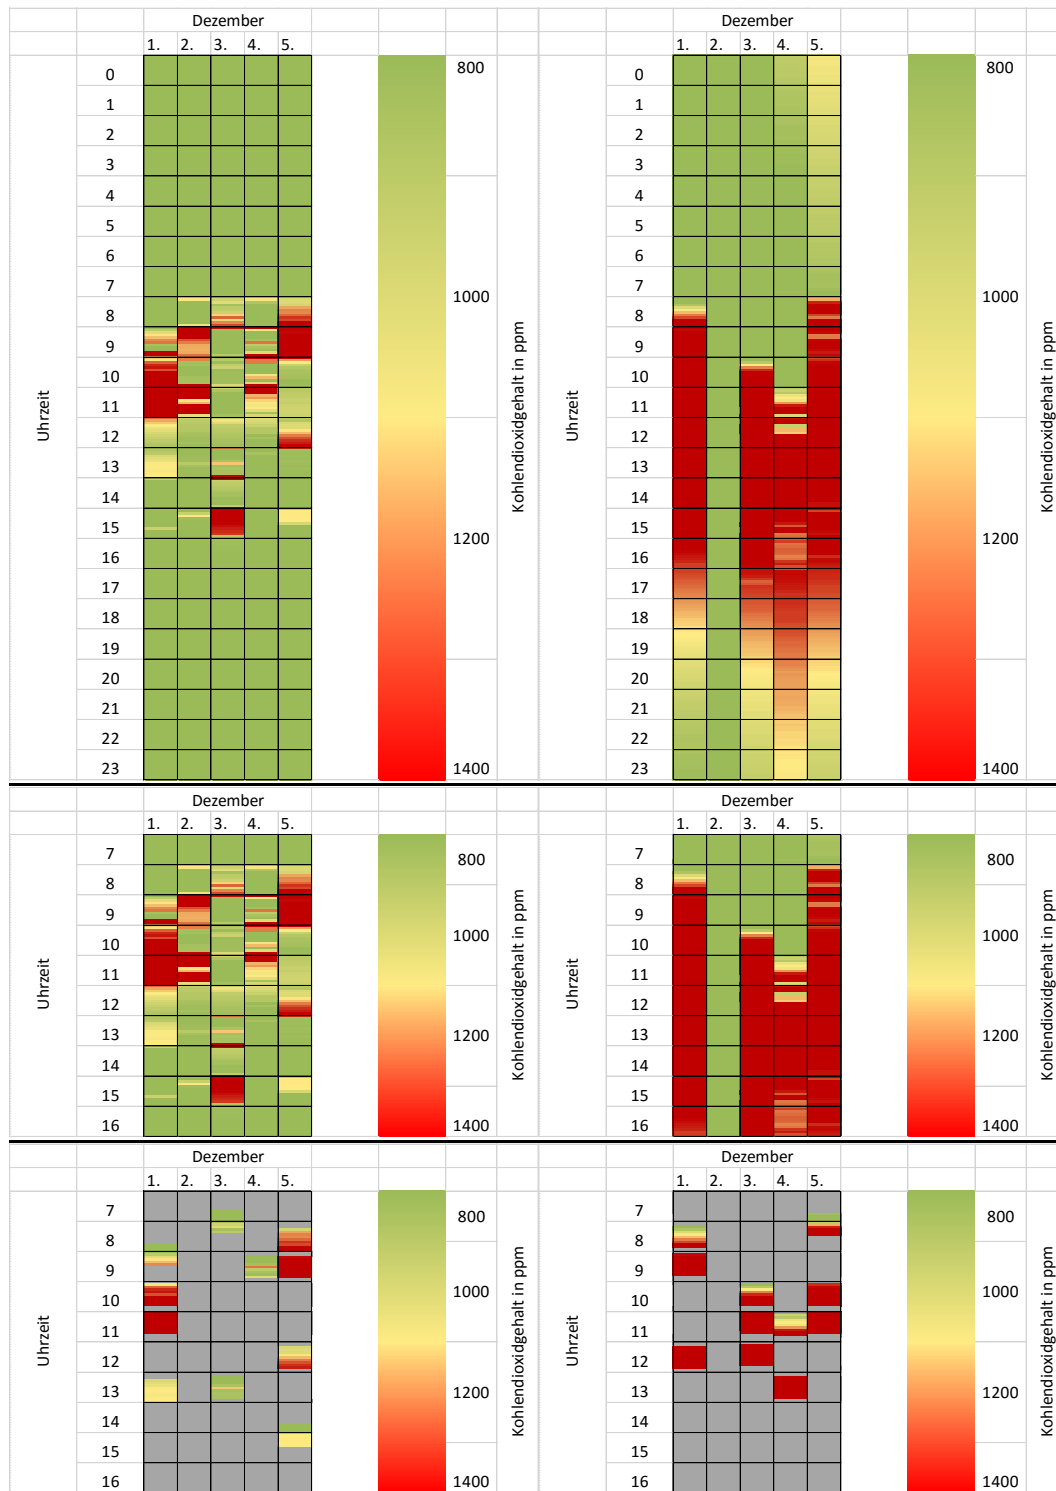 Dezember Dezember
1. 2. 3. 4. 5. 1. 2. 3. 4. 5.
0 800 0 800
1 1
2 2
3 3
4 4
5 5
6 6
7 1000 7 1000
8 8
9 9
10 10
11 11
Uhrzeit Kohlendioxidgehalt in ppm Uhrzeit Kohlendioxidgehalt in ppm
12 12
13 13
14 14
15 1200 15 1200
16 16
17 17
18 18
19 19
20 20
21 21
22 22
23 1400 23 1400
Dezember Dezember
1. 2. 3. 4. 5. 1. 2. 3. 4. 5.
7 800 7 800
8 8
9 9
10 1000 10 1000
11 11
Uhrzeit Kohlendioxidgehalt in ppm Uhrzeit Kohlendioxidgehalt in ppm
12 12
13 1200 13 1200
14 14
15 15
16 1400 16 1400
Dezember Dezember
1. 2. 3. 4. 5. 1. 2. 3. 4. 5.
7 800 7 800
8 8
9 9
10 1000 10 1000
11 11
Uhrzeit Kohlendioxidgehalt in ppm Uhrzeit Kohlendioxidgehalt in ppm
12 12
13 1200 13 1200
14 14
15 15
16 1400 16 1400